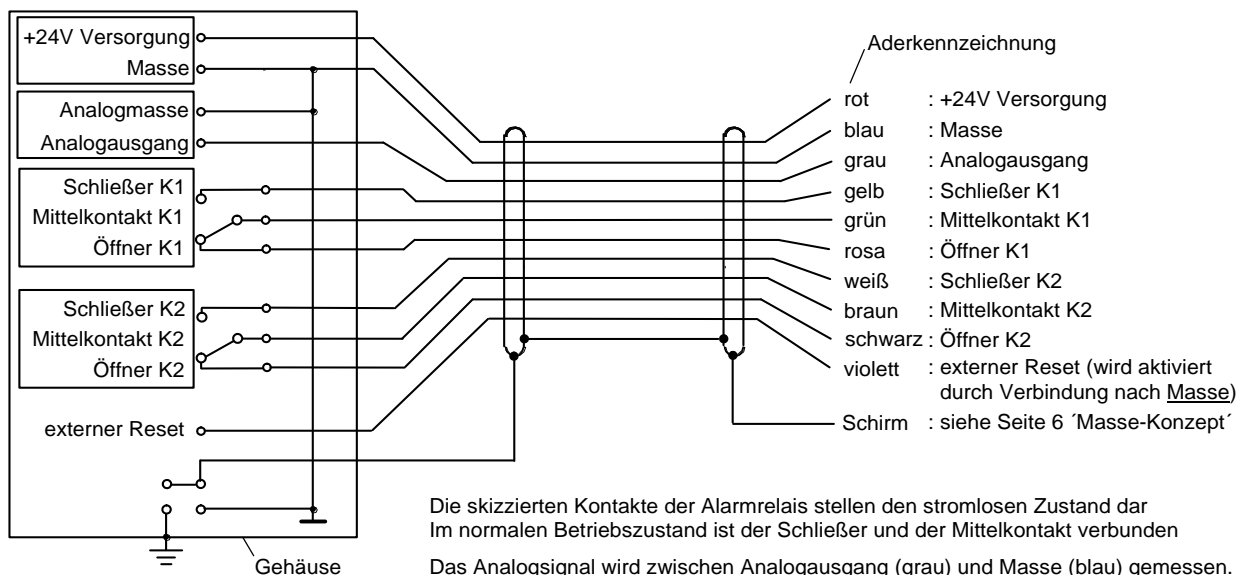 +24V Versorgung
Masse
Analogmasse
Analogausgang
Schließer K1
Mittelkontakt K1
Öffner K1
Schließer K2
Mittelkontakt K2
Öffner K2
externer Reset
Gehäuse
Aderkennzeichnung
rot : +24V Versorgung
blau : Masse
grau : Analogausgang
gelb : Schließer K1
grün : Mittelkontakt K1
rosa : Öffner K1
weiß : Schließer K2
braun : Mittelkontakt K2
schwarz : Öffner K2
violett : externer Reset (wird aktiviert
durch Verbindung nach Masse)
Schirm : siehe Seite 6 ´Masse-Konzept´
Die skizzierten Kontakte der Alarmrelais stellen den stromlosen Zustand dar
Im normalen Betriebszustand ist der Schließer und der Mittelkontakt verbunden
Das Analogsignal wird zwischen Analogausgang (grau) und Masse (blau) gemessen.